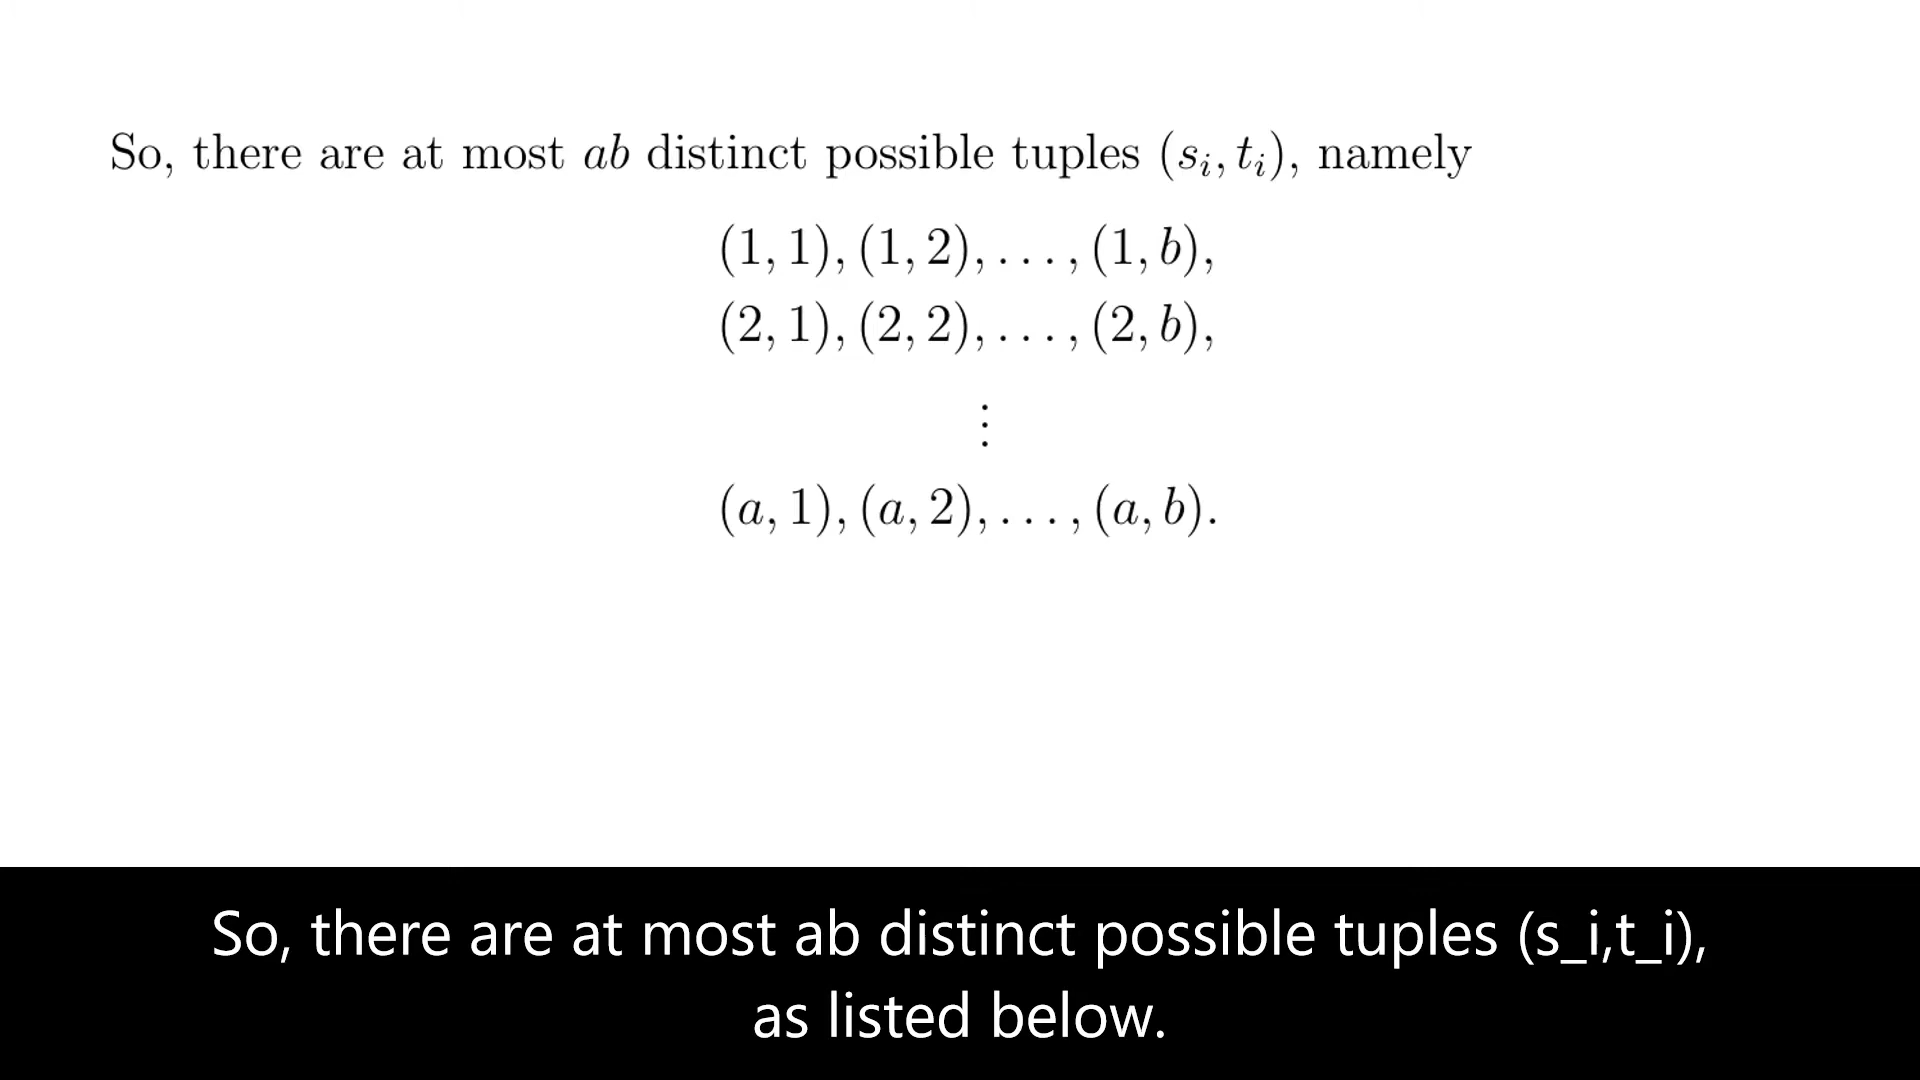 So, there are at most ab distinct possible tuples (s_i, t_i), namely
(1, 1), (1, 2), . . . , (1, b),
(2, 1), (2, 2), . . . , (2, b),
⋮
(a, 1), (a, 2), . . . , (a, b).
So, there are at most ab distinct possible tuples (s_i,t_i),
as listed below.